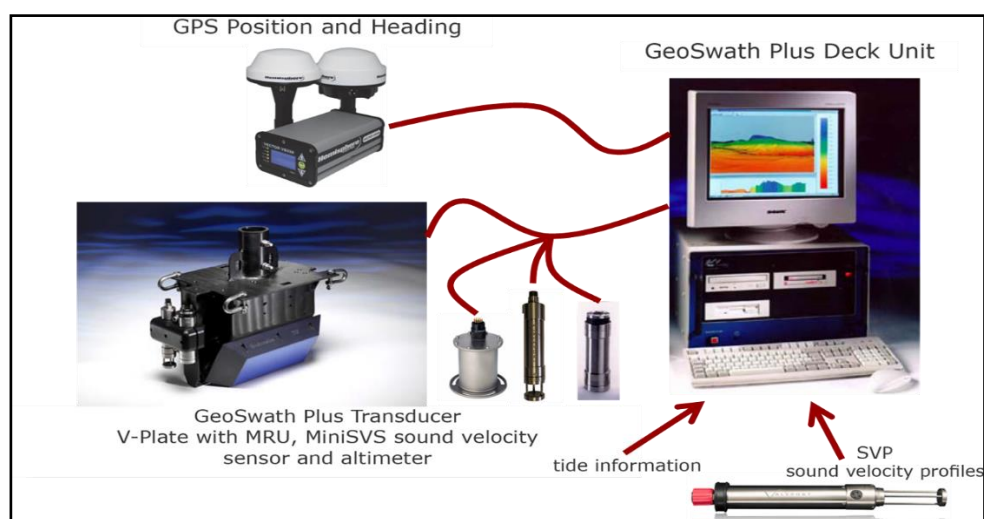 GPS Position and Heading
GeoSwath Plus Deck Unit
GeoSwath Plus Transducer
V-Plate with MRU, MiniSVS sound velocity
sensor and altimeter
tide information
SVP
sound velocity profiles